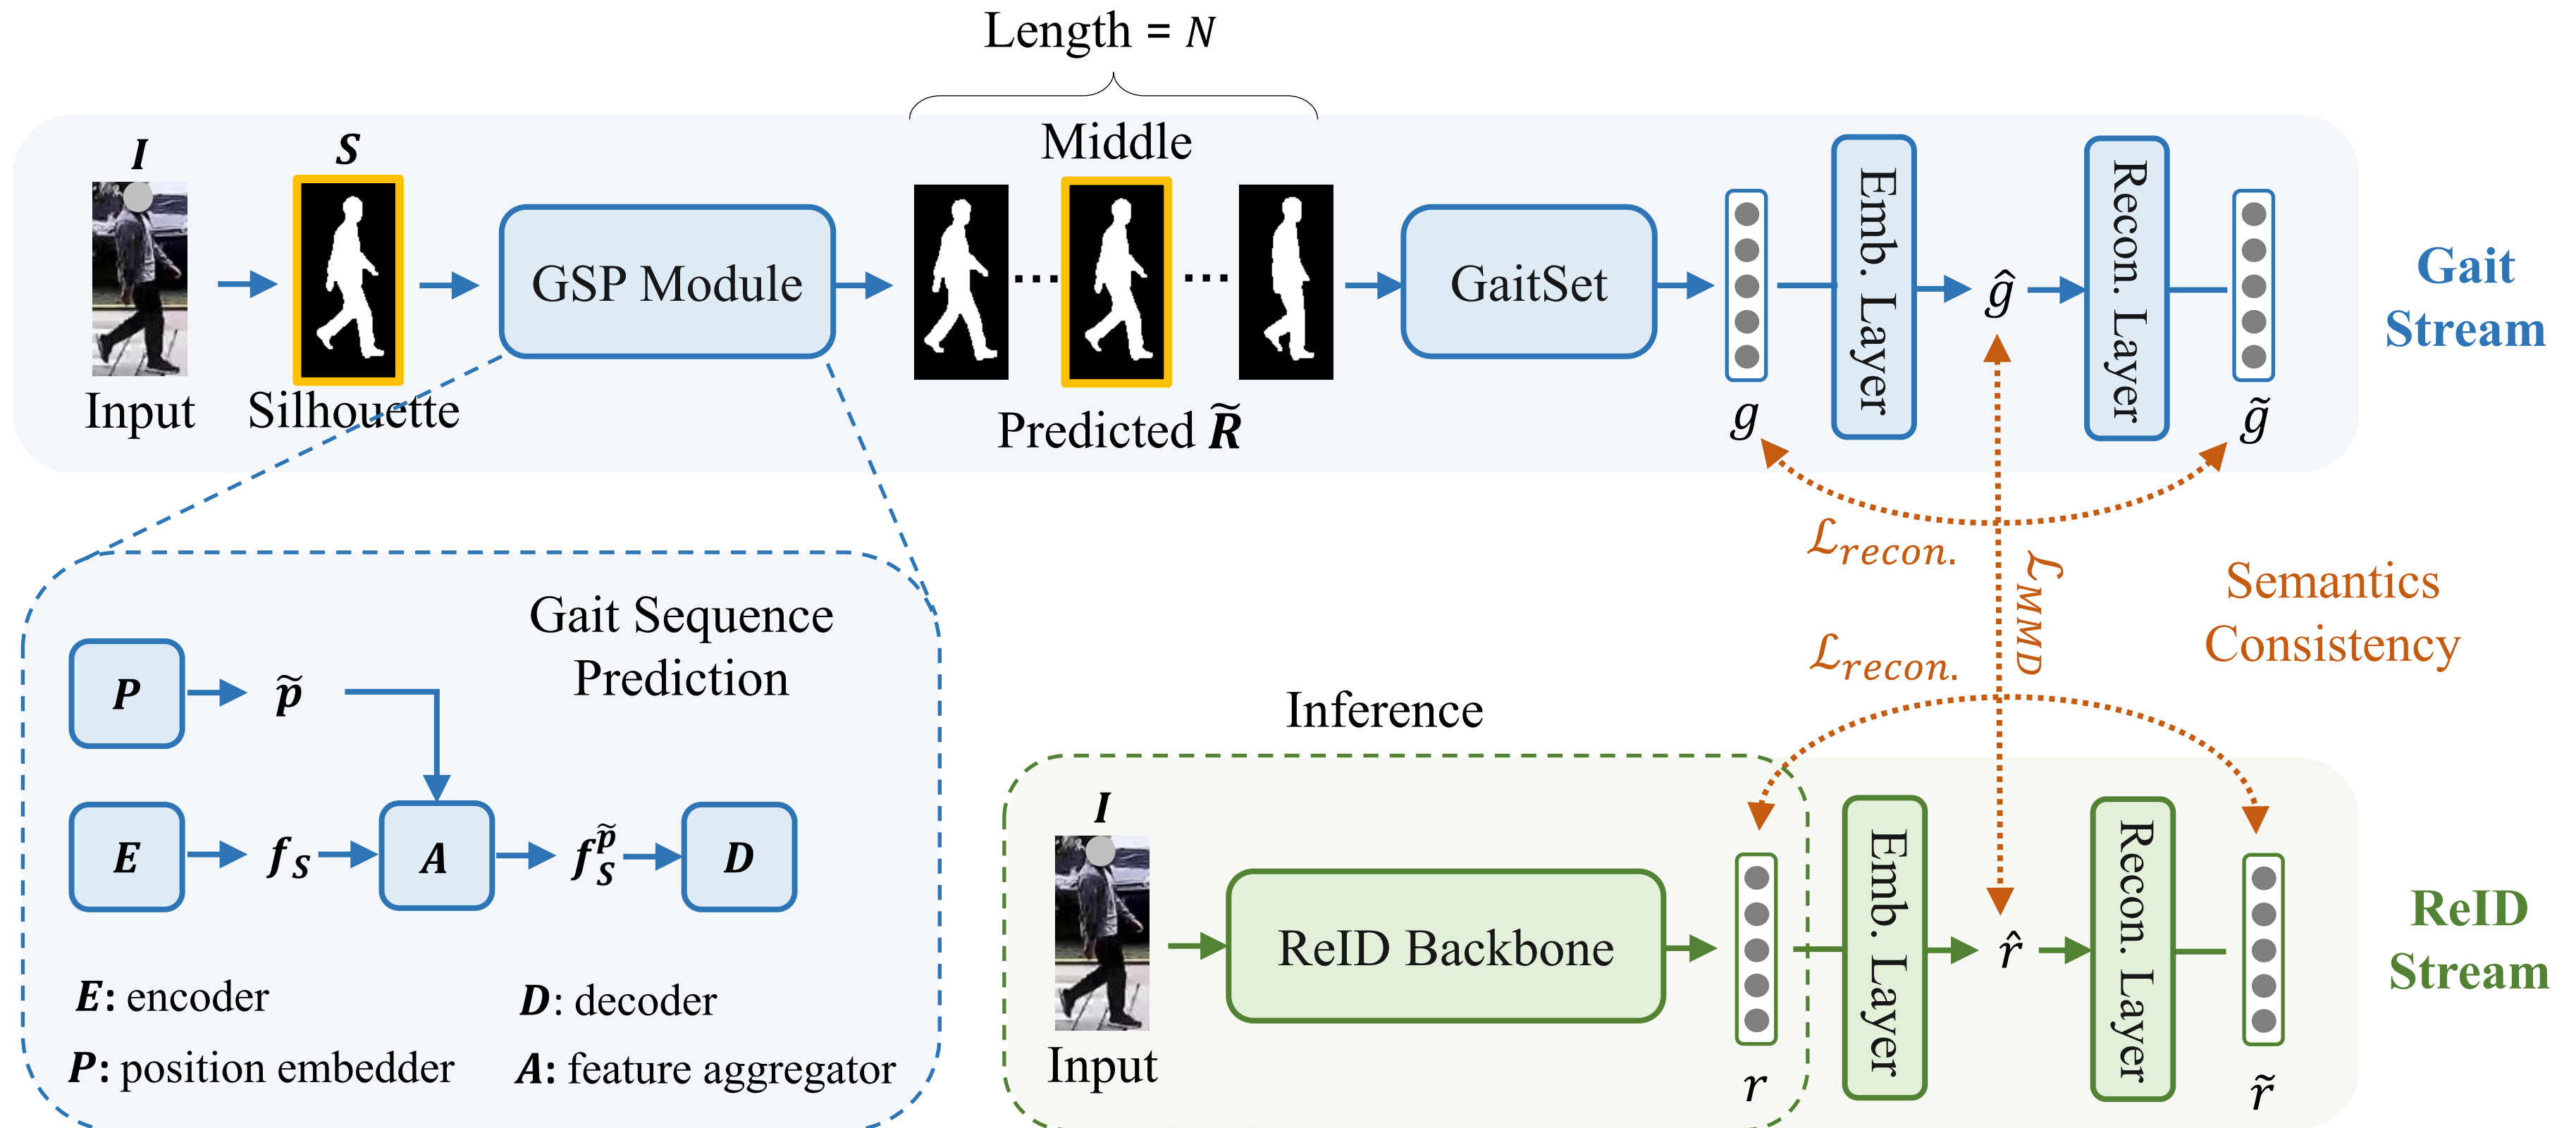 Length = N
Middle
I
S
GSP Module
GaitSet
Emb. Layer
Recon. Layer
ĝ
Gait
Stream
Input
Silhouette
Predicted R̃
g
g̃
ℒrecon.
ℒMMD
Semantics
Consistency
ℒrecon.
Gait Sequence
Prediction
P
p̃
E
fS
A
fSp̃
D
E: encoder
D: decoder
P: position embedder
A: feature aggregator
Inference
I
Input
ReID Backbone
r
Emb. Layer
r̂
Recon. Layer
r̃
ReID
Stream